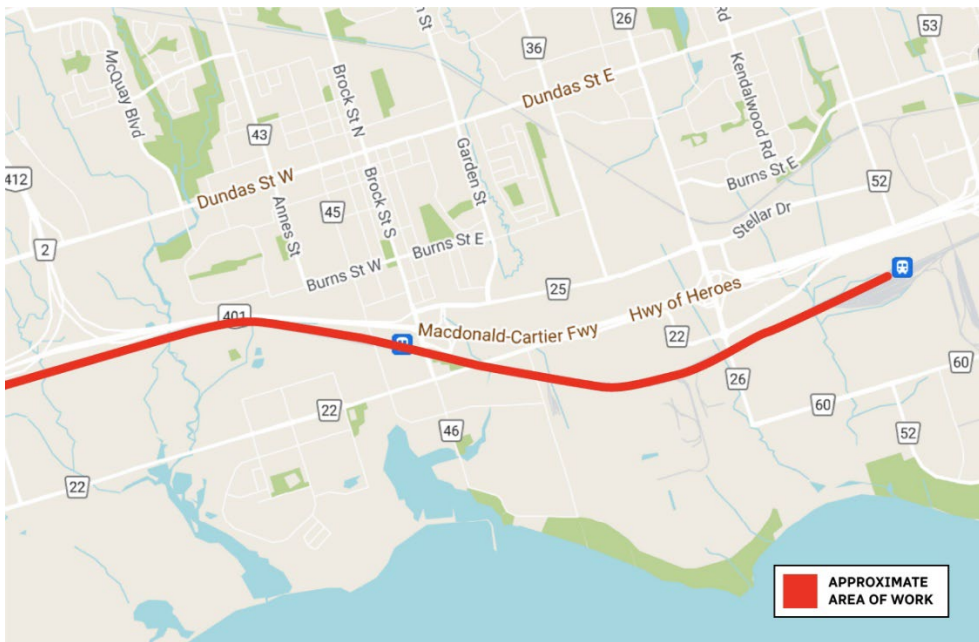 26
53
36
Brock St N
Kendalwood Rd
McQuay Blvd
Dundas St E
43
Garden St
Burns St E
412
Dundas St W
52
45
Brock St S
Annes St
Stellar Dr
2
Burns St E
Burns St W
25
Hwy of Heroes
401
Macdonald-Cartier Fwy
22
60
26
22
60
46
52
22
APPROXIMATE
AREA OF WORK